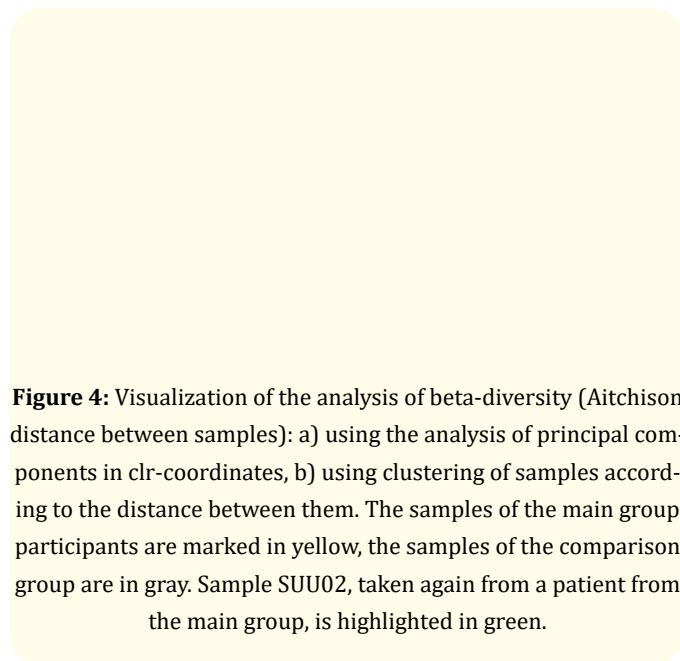 Figure 4: Visualization of the analysis of beta-diversity (Aitchison
distance between samples): a) using the analysis of principal com-
ponents in clr-coordinates, b) using clustering of samples accord-
ing to the distance between them. The samples of the main group
participants are marked in yellow, the samples of the comparison
group are in gray. Sample SUU02, taken again from a patient from
the main group, is highlighted in green.